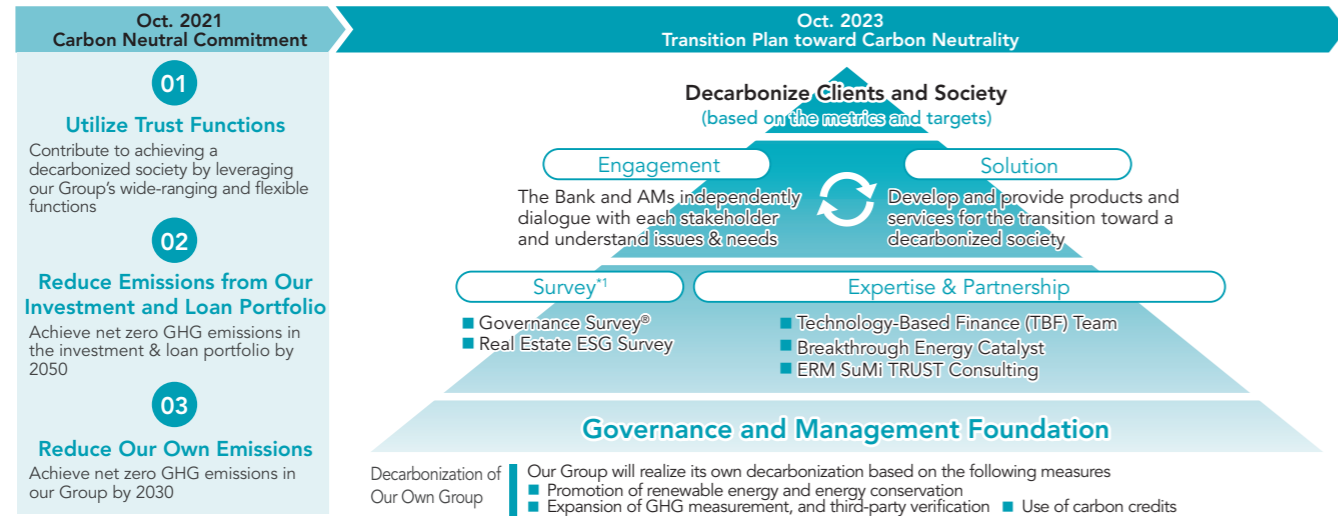 Oct. 2021
Carbon Neutral Commitment
Oct. 2023
Transition Plan toward Carbon Neutrality
01
Utilize Trust Functions
Contribute to achieving a
decarbonized society by leveraging
our Group's wide-ranging and flexible
functions
02
Reduce Emissions from Our
Investment and Loan Portfolio
Achieve net zero GHG emissions in
the investment & loan portfolio by
2050
03
Reduce Our Own Emissions
Achieve net zero GHG emissions in
our Group by 2030
Decarbonize Clients and Society
(based on the metrics and targets)
Engagement
The Bank and AMs independently
dialogue with each stakeholder
and understand issues & needs
Solution
Develop and provide products and
services for the transition toward a
decarbonized society
Survey*1
■ Governance Survey®
■ Real Estate ESG Survey
Expertise & Partnership
■ Technology-Based Finance (TBF) Team
■ Breakthrough Energy Catalyst
■ ERM SuMi TRUST Consulting
Governance and Management Foundation
Decarbonization of
Our Own Group
Our Group will realize its own decarbonization based on the following measures
■ Promotion of renewable energy and energy conservation
■ Expansion of GHG measurement, and third-party verification ■ Use of carbon credits